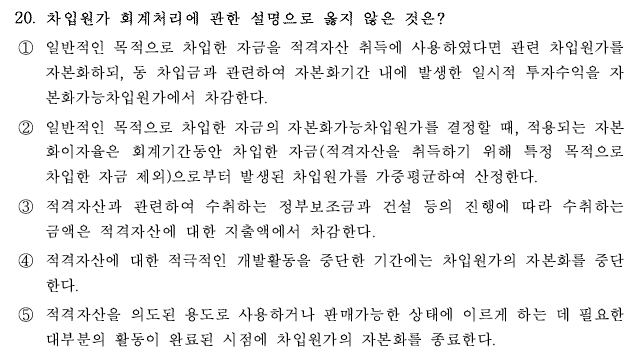 20. 차입원가 회계처리에 관한 설명으로 옳지 않은 것은?
① 일반적인 목적으로 차입한 자금을 적격자산 취득에 사용하였다면 관련 차입원가를
자본화하되, 동 차입금과 관련하여 자본화기간 내에 발생한 일시적 투자수익을 자
본화가능차입원가에서 차감한다.
② 일반적인 목적으로 차입한 자금의 자본화가능차입원가를 결정할 때, 적용되는 자본
화이자율은 회계기간동안 차입한 자금(적격자산을 취득하기 위해 특정 목적으로
차입한 자금 제외)으로부터 발생된 차입원가를 가중평균하여 산정한다.
③ 적격자산과 관련하여 수취하는 정부보조금과 건설 등의 진행에 따라 수취하는
금액은 적격자산에 대한 지출액에서 차감한다.
④ 적격자산에 대한 적극적인 개발활동을 중단한 기간에는 차입원가의 자본화를 중단
한다.
⑤ 적격자산을 의도된 용도로 사용하거나 판매가능한 상태에 이르게 하는 데 필요한
대부분의 활동이 완료된 시점에 차입원가의 자본화를 종료한다.